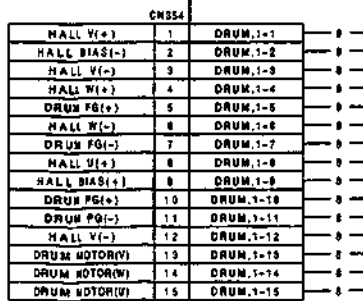 CN354
HALL V(+) 1 DRUM,1-1
HALL BIAS(-) 2 DRUM,1-2
HALL 3 DRUM,1-3
HALL W(+) 4 DRUM,1-4
DRUM FG(+) 5 DRUM,1-5
HALL W(-) 6 DRUM,1-6
DRUM FG(-) 7 DRUM,1-7
HALL U(+) 8 DRUM,1-8
HALL BIAS(+) 9 DRUM,1-9
DRUM PG(+) 10 DRUM,1-10
DRUM PG(-) 11 DRUM,1-11
HALL V(-) 12 DRUM,1-12
DRUM MOTOR(V) 13 DRUM,1-13
DRUM MOTOR(W) 14 DRUM,1-14
DRUM MOTOR(U) 15 DRUM,1-15